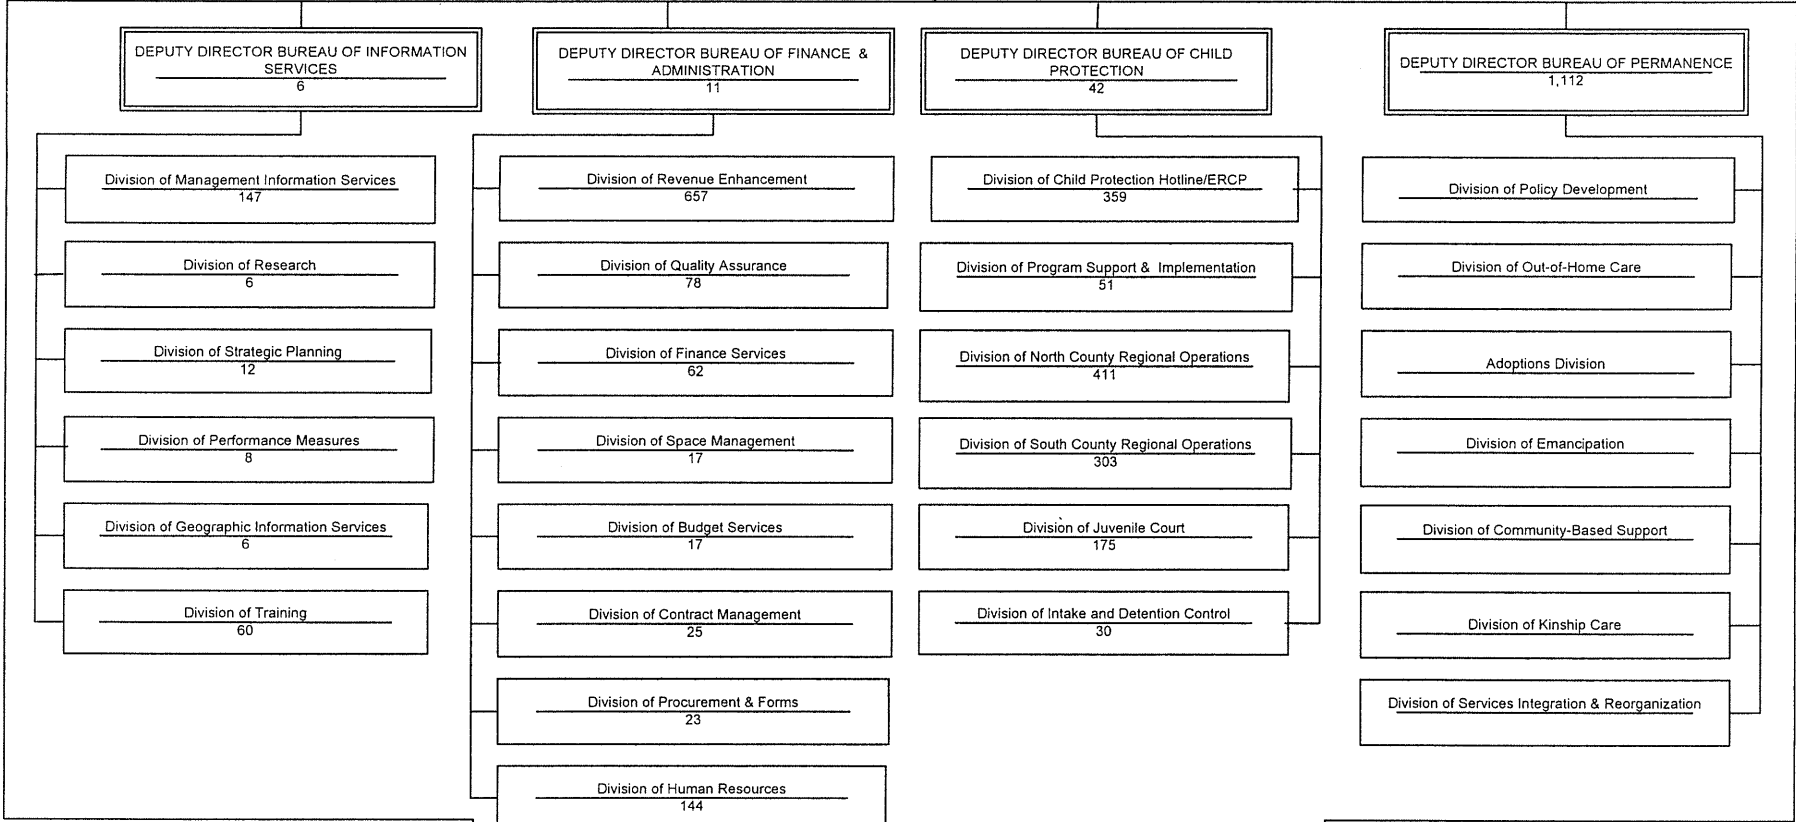 DEPUTY DIRECTOR BUREAU OF INFORMATION
SERVICES
6
Division of Management Information Services
147
Division of Research
6
Division of Strategic Planning
12
Division of Performance Measures
8
Division of Geographic Information Services
6
Division of Training
60
DEPUTY DIRECTOR BUREAU OF FINANCE &
ADMINISTRATION
11
Division of Revenue Enhancement
657
Division of Quality Assurance
78
Division of Finance Services
62
Division of Space Management
17
Division of Budget Services
17
Division of Contract Management
25
Division of Procurement & Forms
23
Division of Human Resources
144
DEPUTY DIRECTOR BUREAU OF CHILD
PROTECTION
42
Division of Child Protection Hotline/ERCP
359
Division of Program Support & Implementation
51
Division of North County Regional Operations
411
Division of South County Regional Operations
303
Division of Juvenile Court
175
Division of Intake and Detention Control
30
DEPUTY DIRECTOR BUREAU OF PERMANENCE
1,112
Division of Policy Development
Division of Out-of-Home Care
Adoptions Division
Division of Emancipation
Division of Community-Based Support
Division of Kinship Care
Division of Services Integration & Reorganization